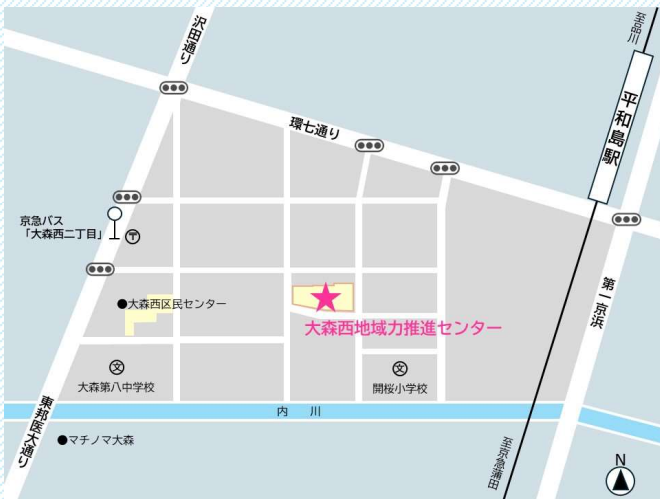 沢田通り
至品川
平和島駅
環七通り
京急バス
「大森西二丁目」
〒
●大森西区民センター
第一京浜
大森西地域力推進センター
文
大森第八中学校
文
開桜小学校
内川
東邦医大通り
●マチノマ大森
至京急蒲田
N